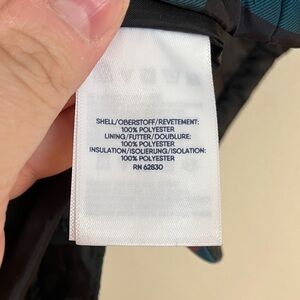 SHELL/OBERSTOFF/REVETEMENT:
100% POLYESTER
LINING/FUTTER/DOUBLURE:
100% POLYESTER
INSULATION/ISOLIERUNG/ISOLATION:
100% POLYESTER
RN 62830